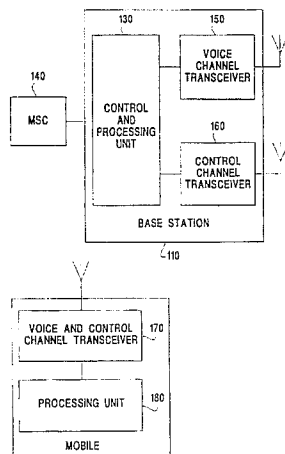 130
150
VOICE
CHANNEL
TRANSCEIVER
140
MSC
CONTROL
AND
PROCESSING
UNIT
160
CONTROL
CHANNEL
TRANSCEIVER
BASE STATION
110
VOICE AND CONTROL
CHANNEL TRANSCEIVER
170
PROCESSING UNIT
180
MOBILE